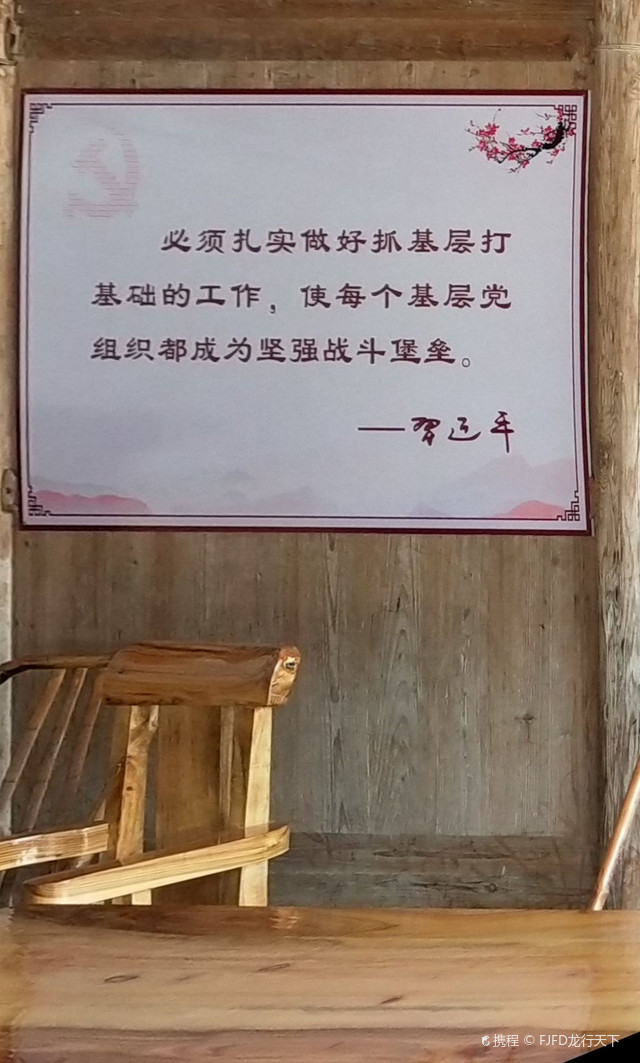 必须扎实做好抓基层打
基础的工作，使每个基层党
组织都成为坚强战斗堡垒。
——习近平
携程 © FJFD龙行天下